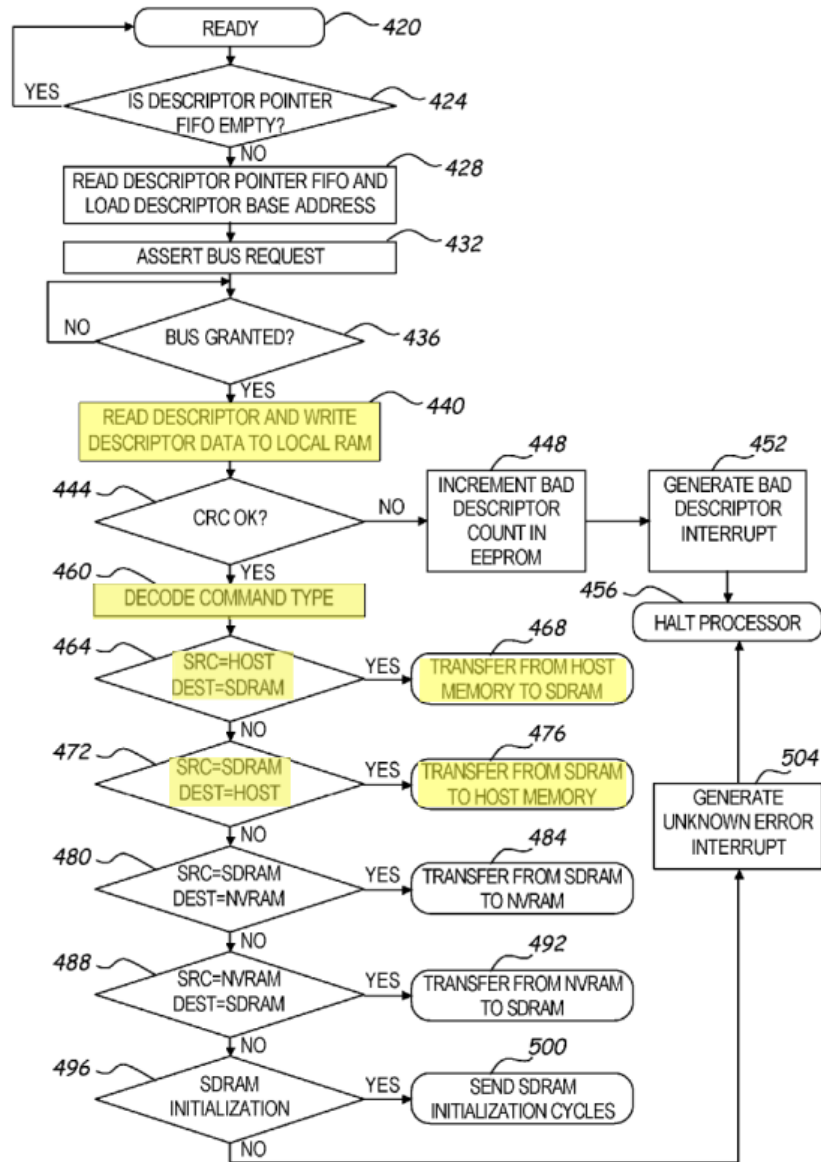 READY
420
YES
IS DESCRIPTOR POINTER
FIFO EMPTY?
424
NO
428
READ DESCRIPTOR POINTER FIFO AND
LOAD DESCRIPTOR BASE ADDRESS
432
ASSERT BUS REQUEST
NO
BUS GRANTED?
436
YES
440
READ DESCRIPTOR AND WRITE
DESCRIPTOR DATA TO LOCAL RAM
444
CRC OK?
NO
448
INCREMENT BAD
DESCRIPTOR
COUNT IN
EEPROM
452
GENERATE BAD
DESCRIPTOR
INTERRUPT
456
HALT PROCESSOR
YES
460
DECODE COMMAND TYPE
464
SRC=HOST
DEST=SDRAM
YES
468
TRANSFER FROM HOST
MEMORY TO SDRAM
NO
472
SRC=SDRAM
DEST=HOST
YES
476
TRANSFER FROM SDRAM
TO HOST MEMORY
504
GENERATE
UNKNOWN ERROR
INTERRUPT
NO
480
SRC=SDRAM
DEST=NVRAM
YES
484
TRANSFER FROM SDRAM
TO NVRAM
NO
488
SRC=NVRAM
DEST=SDRAM
YES
492
TRANSFER FROM NVRAM
TO SDRAM
NO
496
SDRAM
INITIALIZATION
YES
500
SEND SDRAM
INITIALIZATION CYCLES
NO